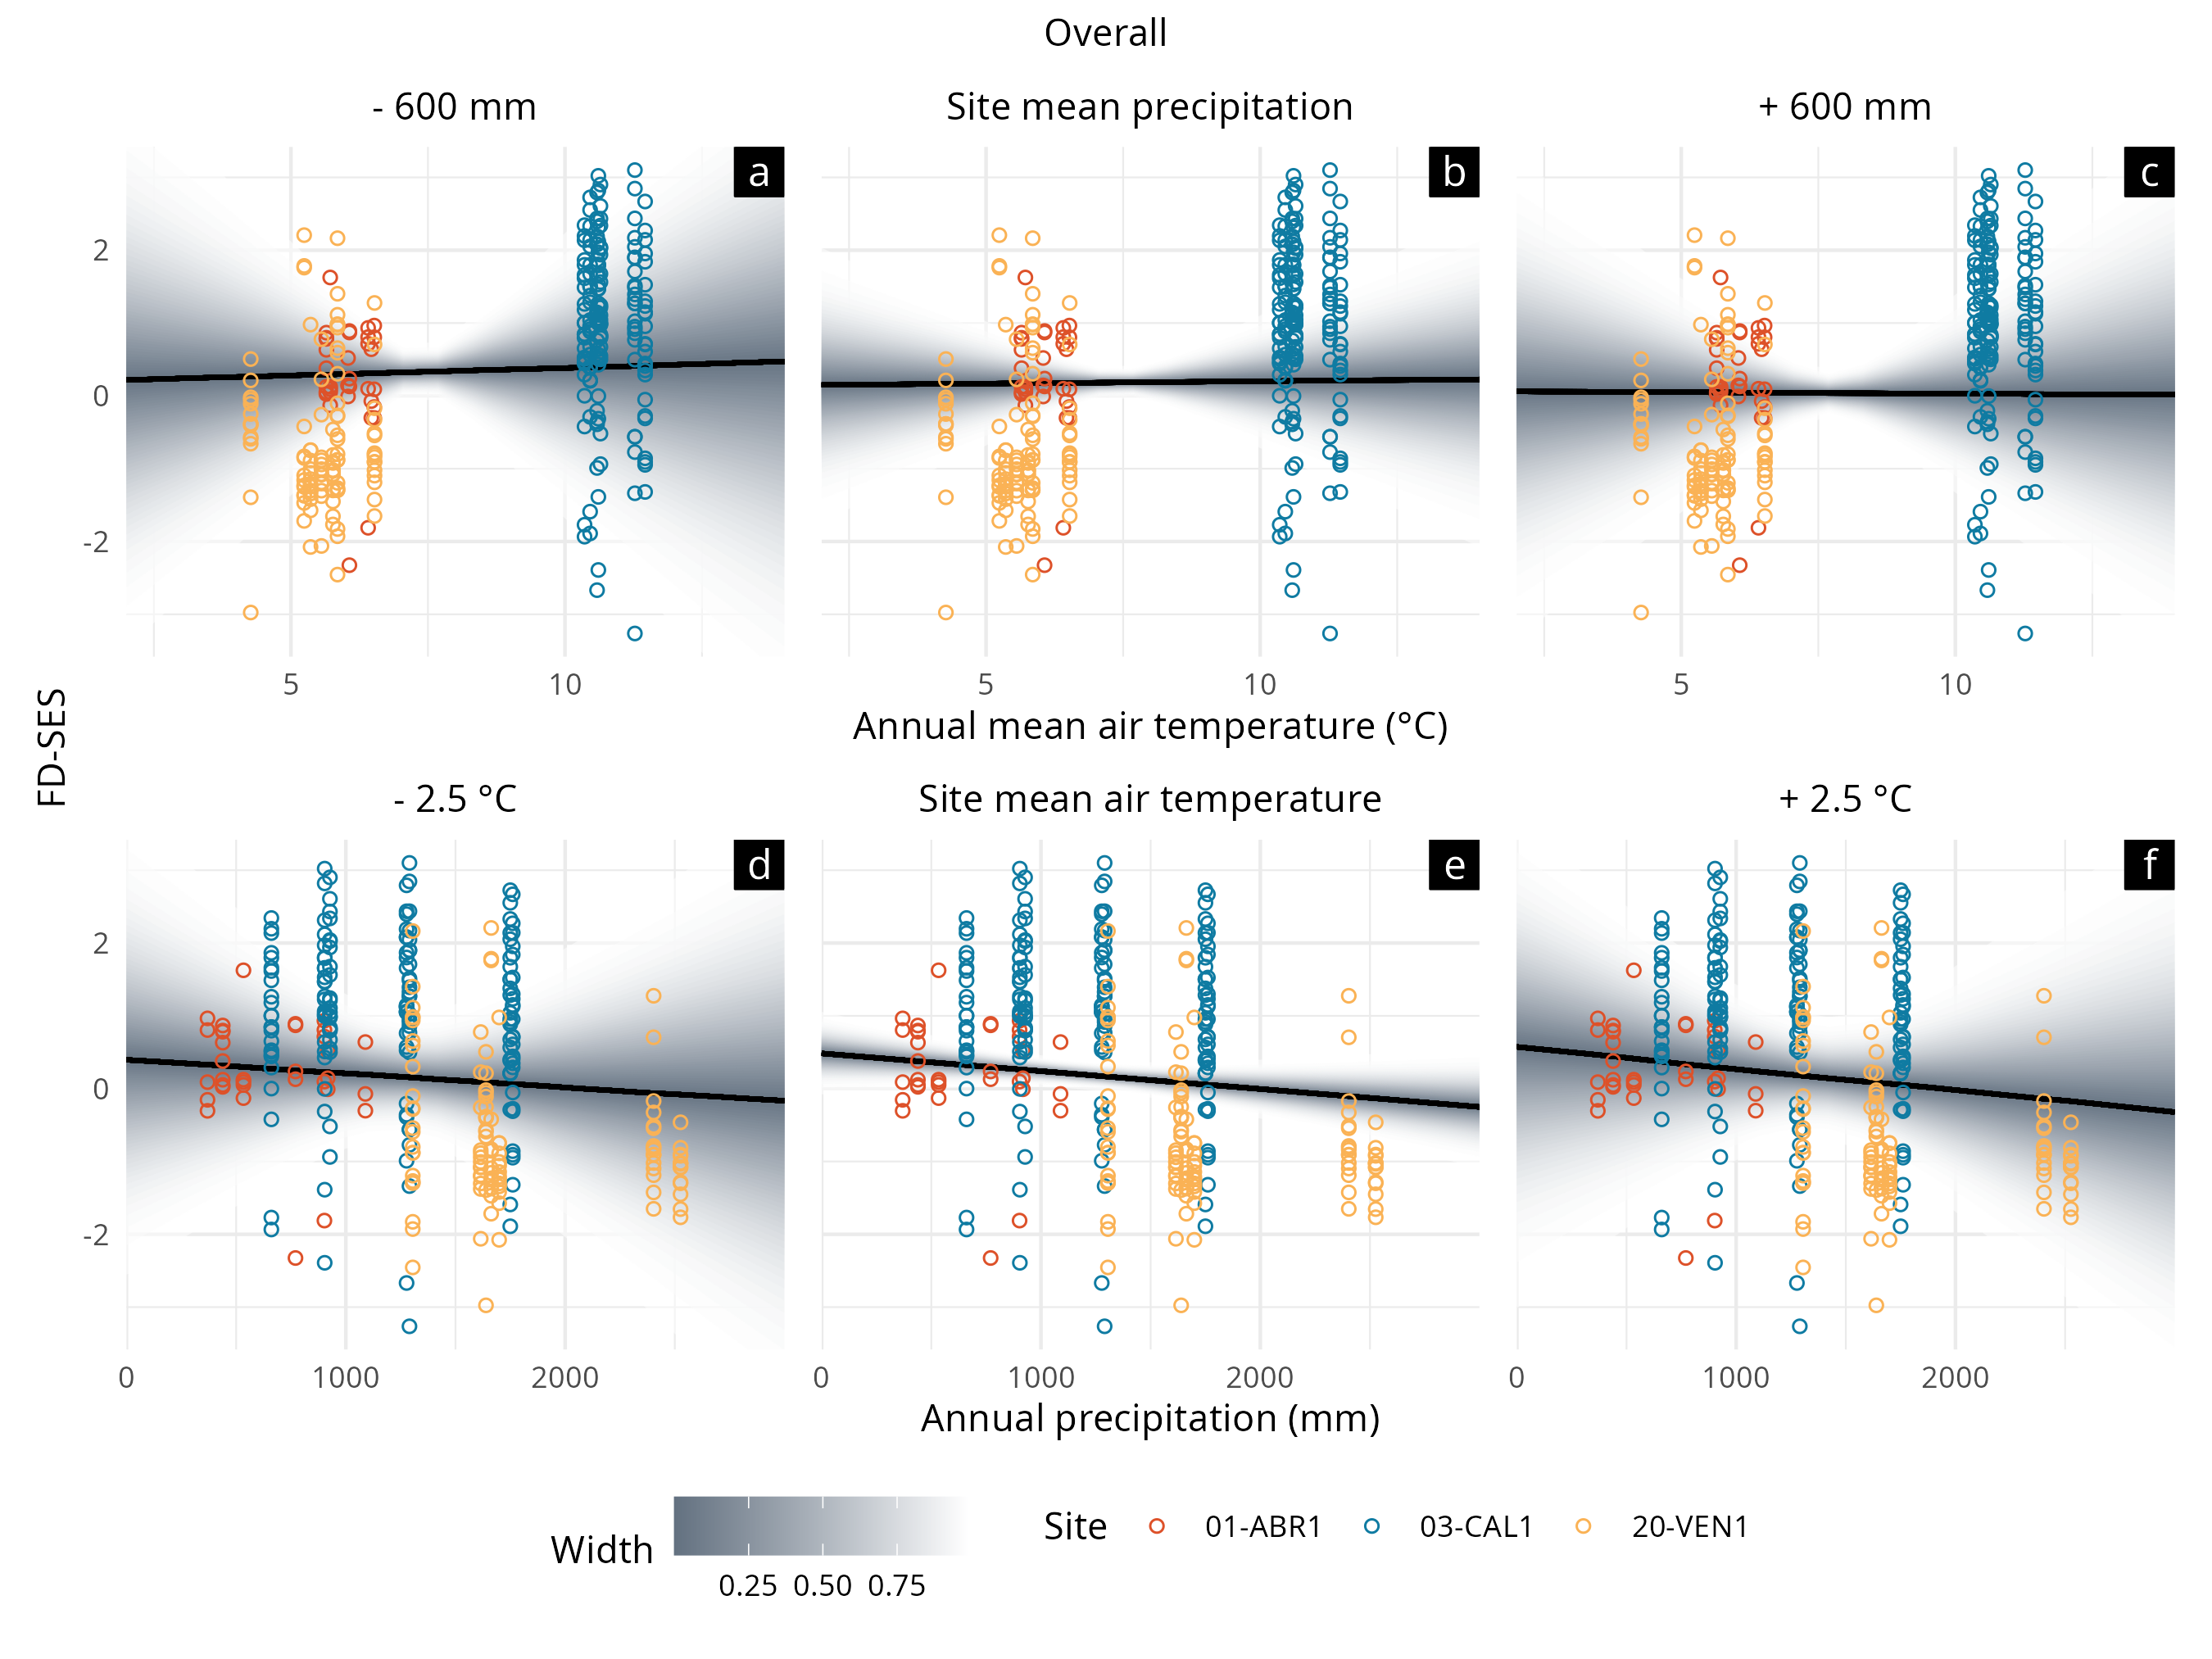 Overall
- 600 mm
Site mean precipitation
+ 600 mm
a
b
c
2
0
-2
5
10
5
10
5
10
Annual mean air temperature (°C)
FD-SES
- 2.5 °C
Site mean air temperature
+ 2.5 °C
d
e
f
2
0
-2
0
1000
2000
0
1000
2000
0
1000
2000
Annual precipitation (mm)
Width
0.25 0.50 0.75
Site
01-ABR1
03-CAL1
20-VEN1